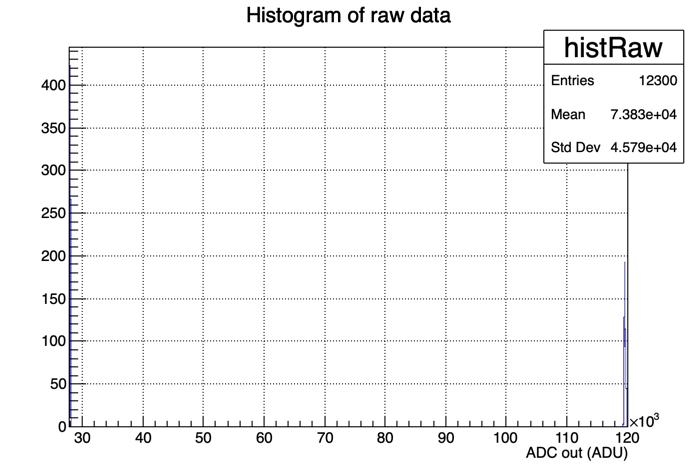 Histogram of raw data
histRaw
Entries 12300
Mean 7.383e+04
Std Dev 4.579e+04
400
350
300
250
200
150
100
50
0
30 40 50 60 70 80 90 100 110 120
×10³
ADC out (ADU)